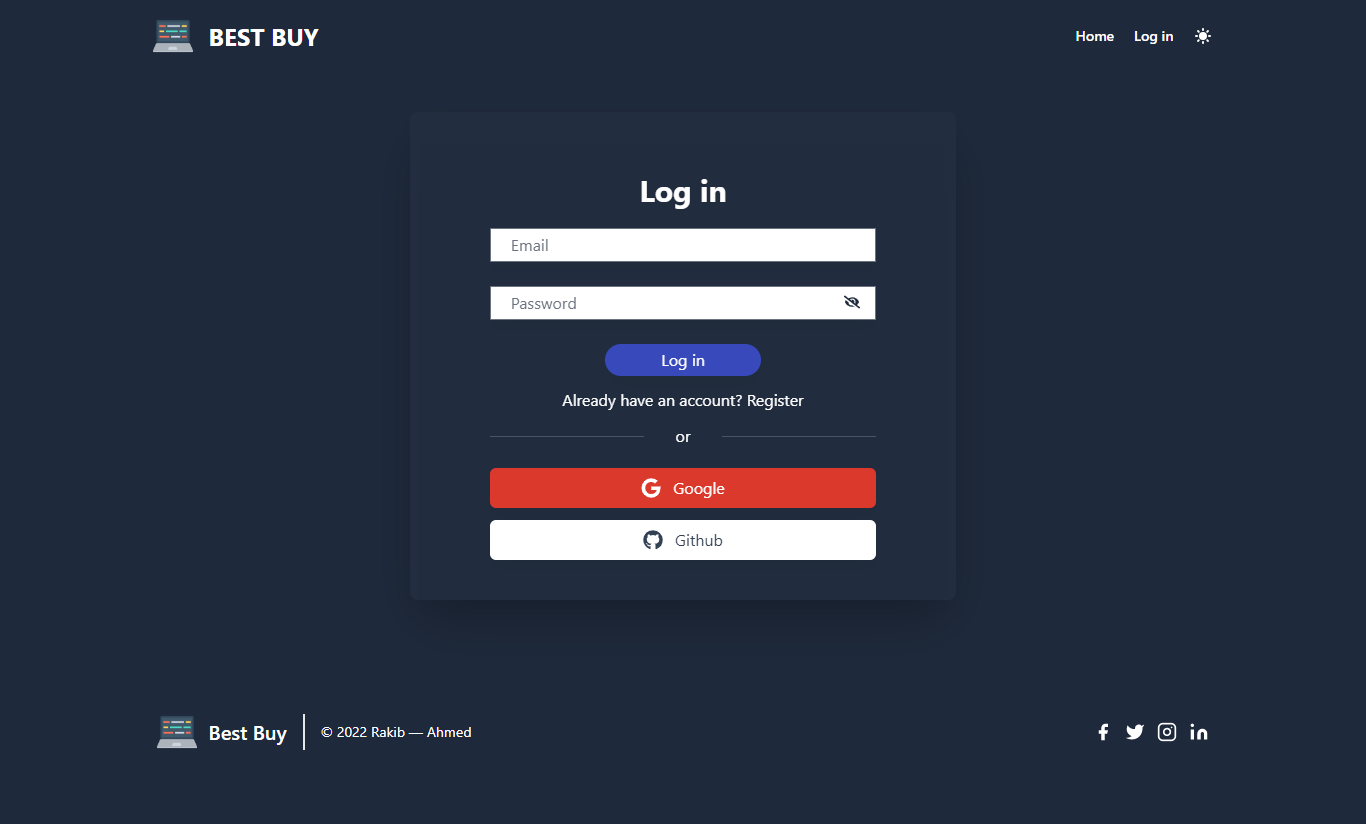 BEST BUY
Home
Log in
Log in
Email
Password
Log in
Already have an account? Register
or
Google
Github
Best Buy
© 2022 Rakib — Ahmed